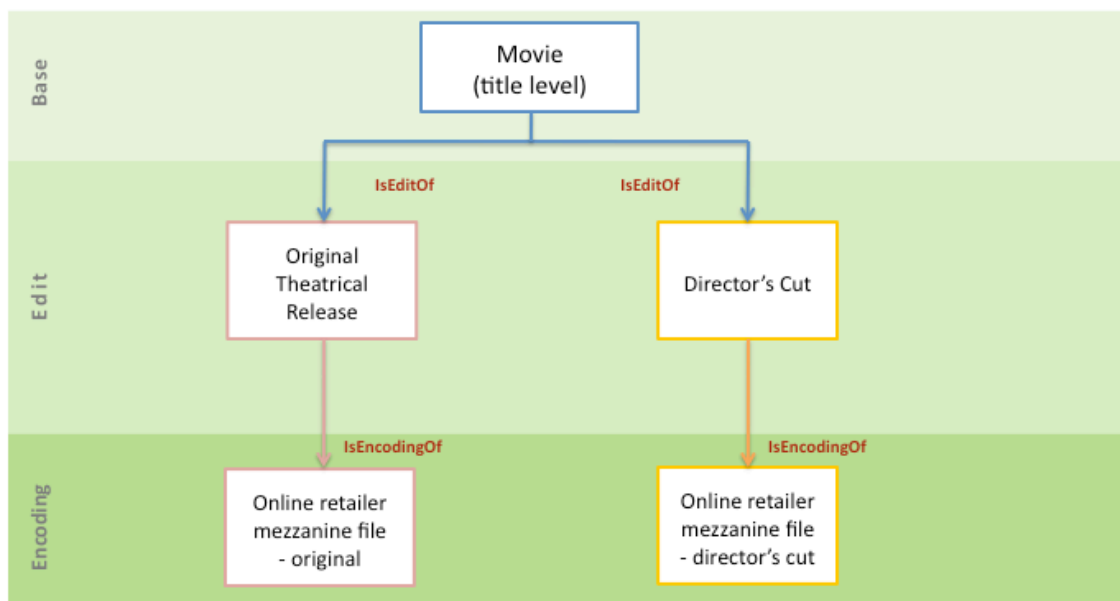 Base
Movie
(title level)
IsEditOf
IsEditOf
Edit
Original
Theatrical
Release
Director's Cut
IsEncodingOf
IsEncodingOf
Encoding
Online retailer
mezzanine file
- original
Online retailer
mezzanine file
- director's cut